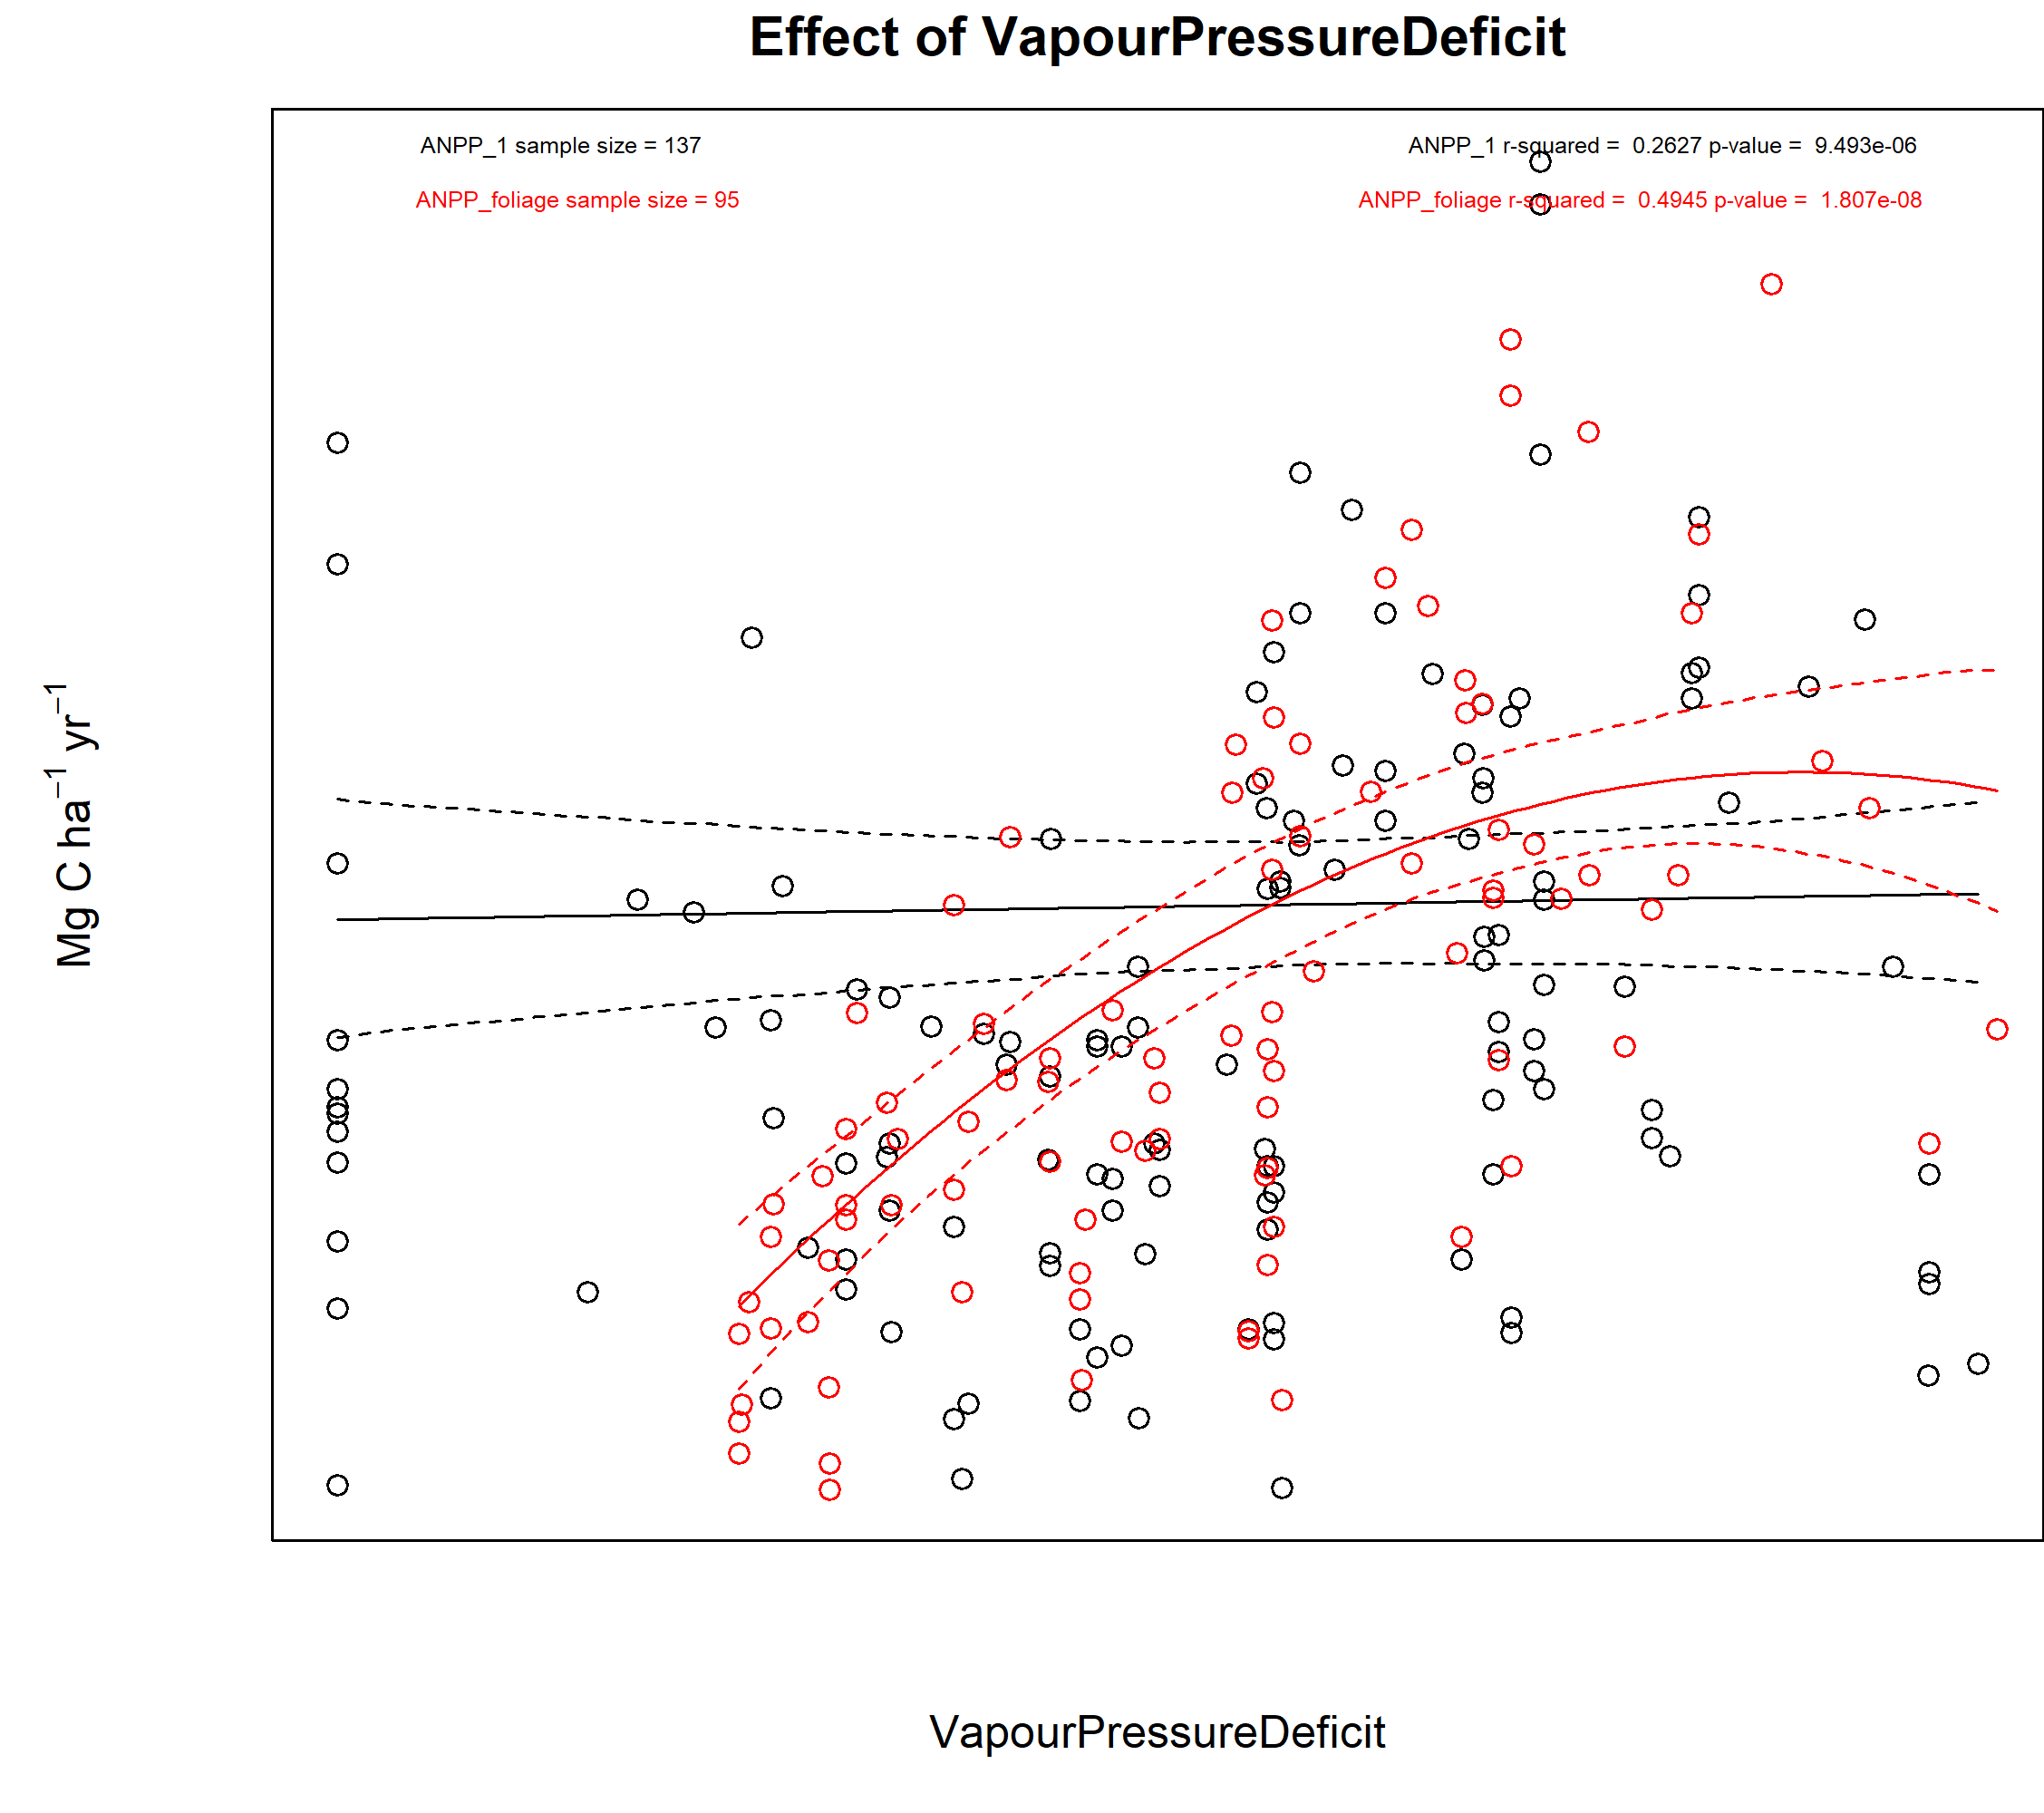 Effect of VapourPressureDeficit
ANPP_1 sample size = 137
ANPP_1 r-squared = 0.2627 p-value = 9.493e-06
ANPP_foliage sample size = 95
ANPP_foliage r-squared = 0.4945 p-value = 1.807e-08
Mg C ha⁻¹ yr⁻¹
VapourPressureDeficit